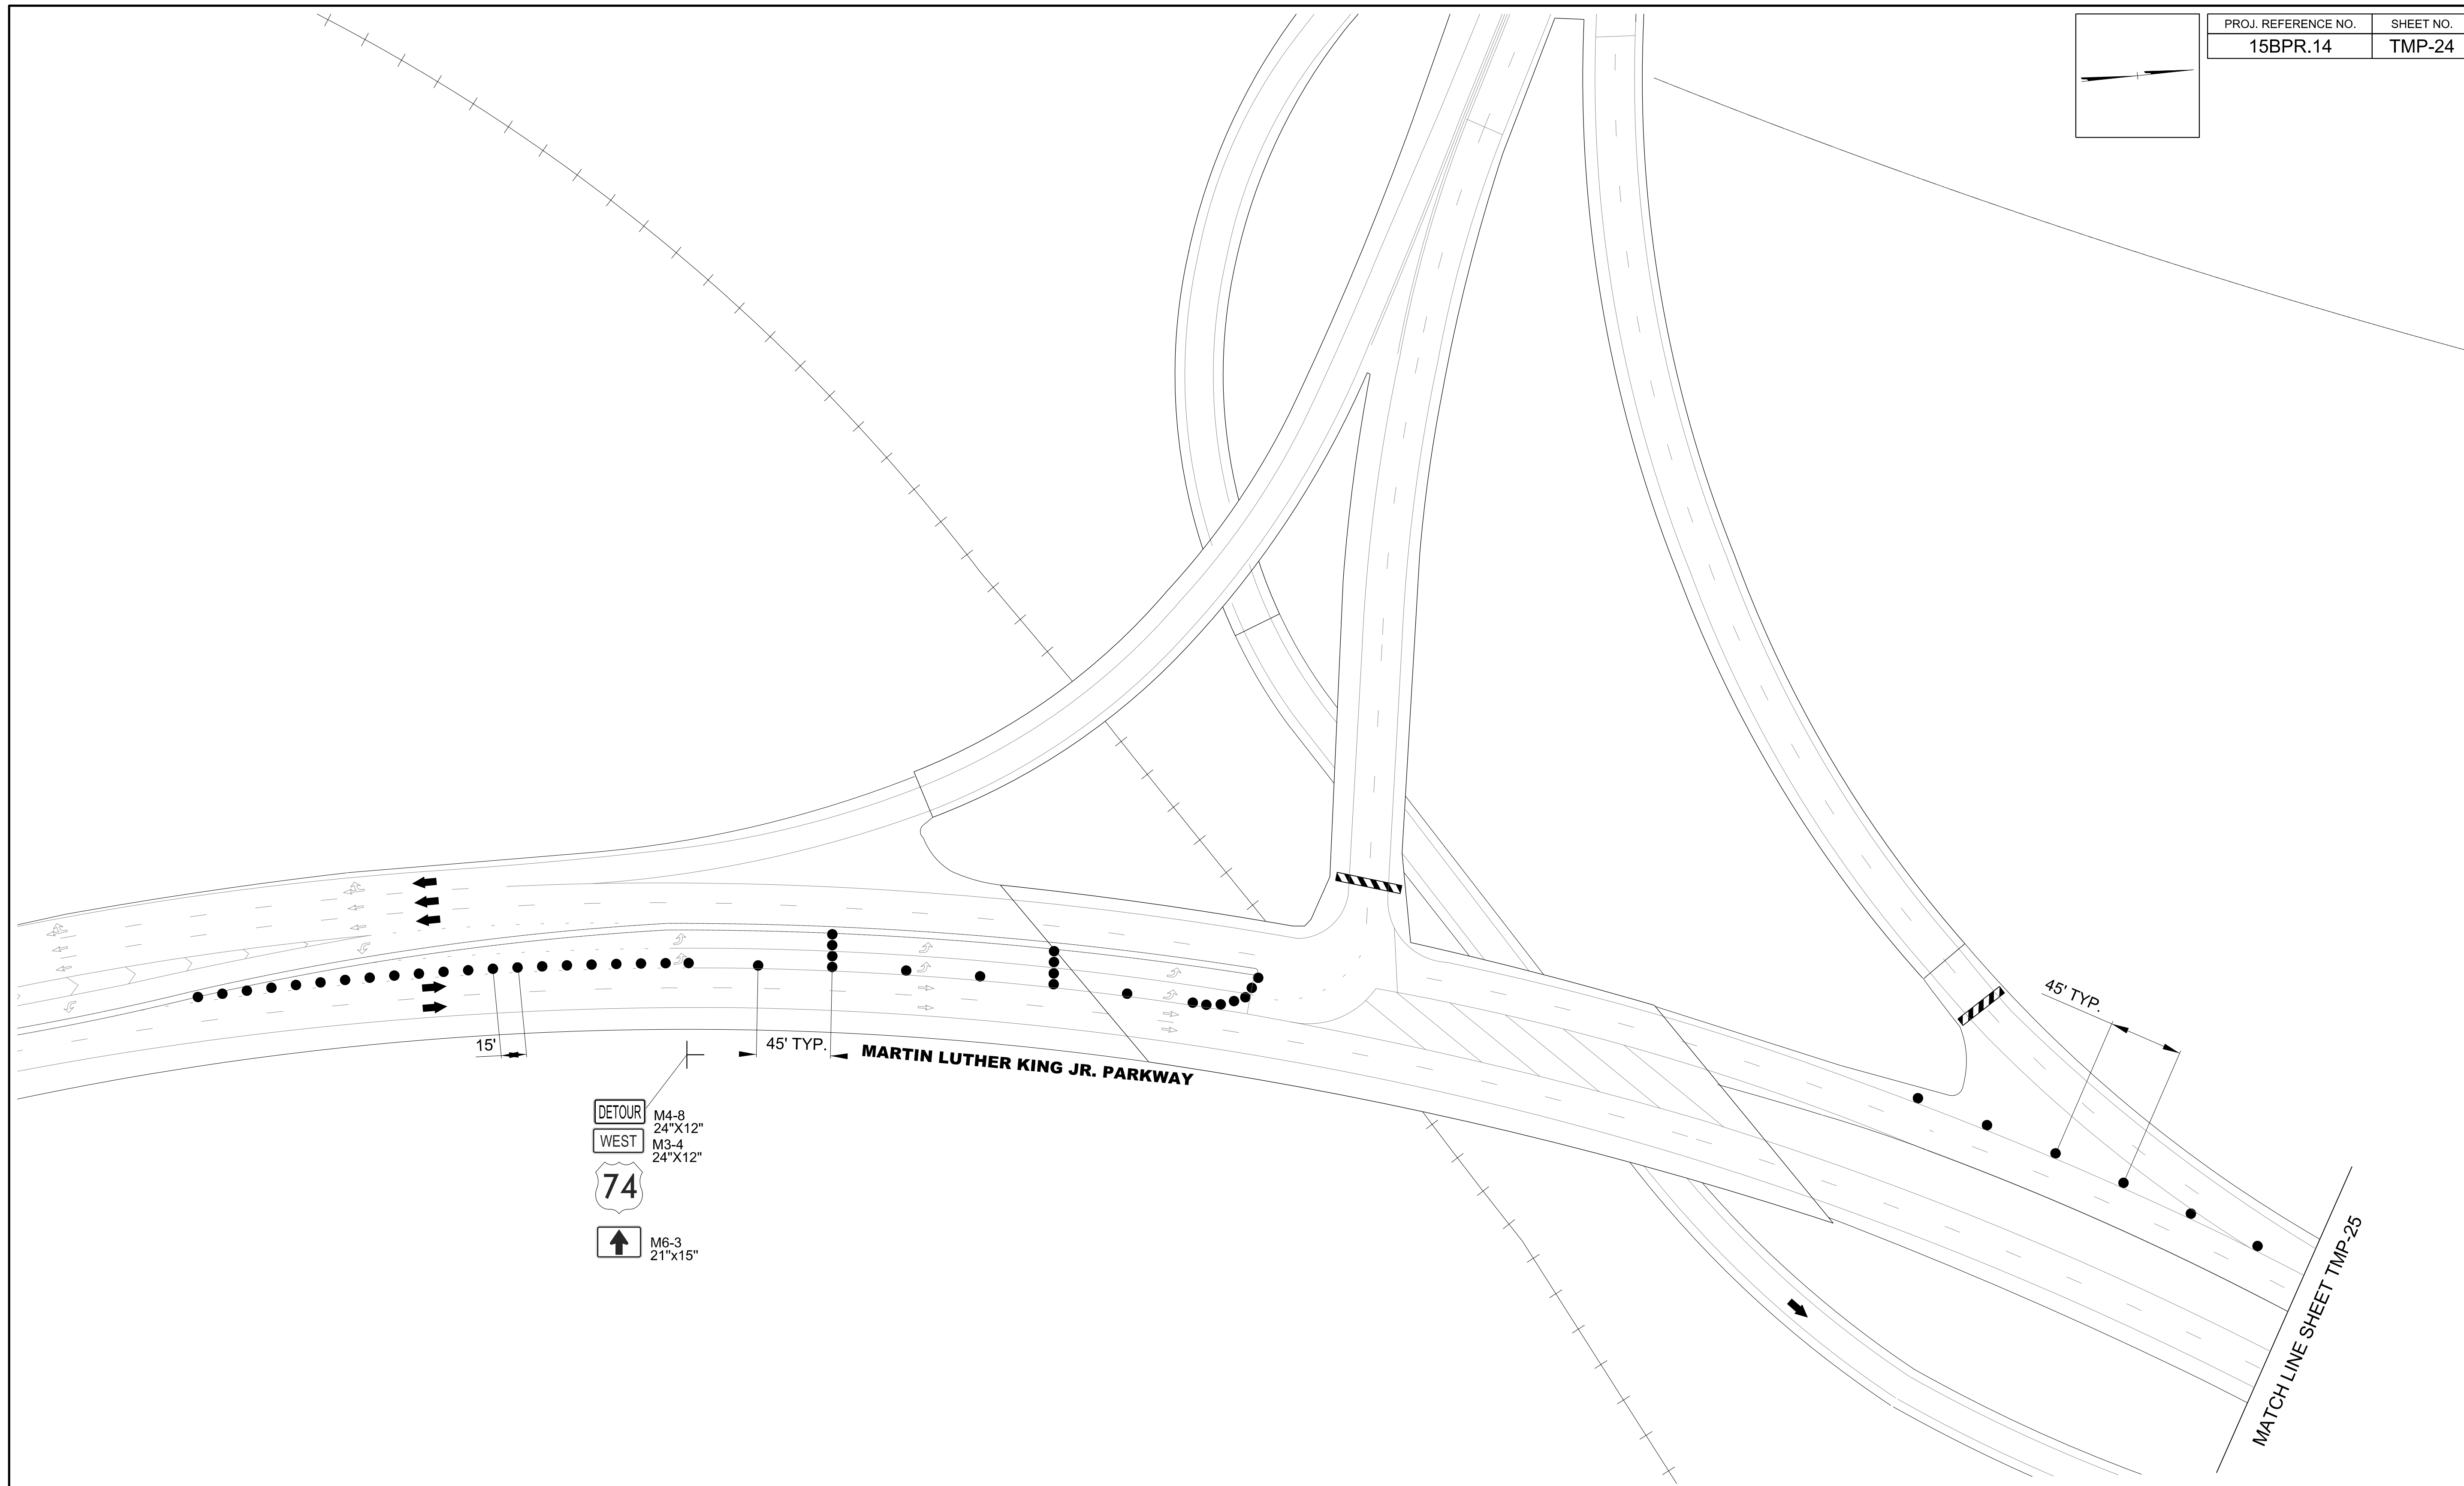 PROJ. REFERENCE NO. SHEET NO.
15BPR.14 TMP-24
45' TYP.
15'
45' TYP.
MARTIN LUTHER KING JR. PARKWAY
DETOUR
M4-8
24"X12"
WEST
M3-4
24"X12"
74
M6-3
21"x15"
MATCH LINE SHEET TMP-25